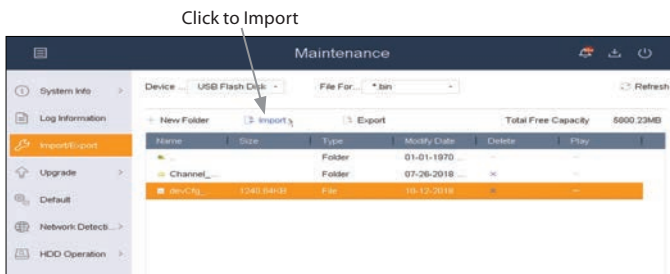 Click to Import
Maintenance
Device ... USB Flash Disk File For... *.bin Refresh
New Folder Import Export Total Free Capacity 5800.23MB
Name Size Type Modify Date Delete Play
.. Folder 01-01-1970 ... – –
Channel_... Folder 07-26-2018 ... × –
devCfg_... 1240.64KB File 10-12-2018 ... × –
System Info >
Log Information
Import/Export
Upgrade >
Default
Network Detecti... >
HDD Operation >